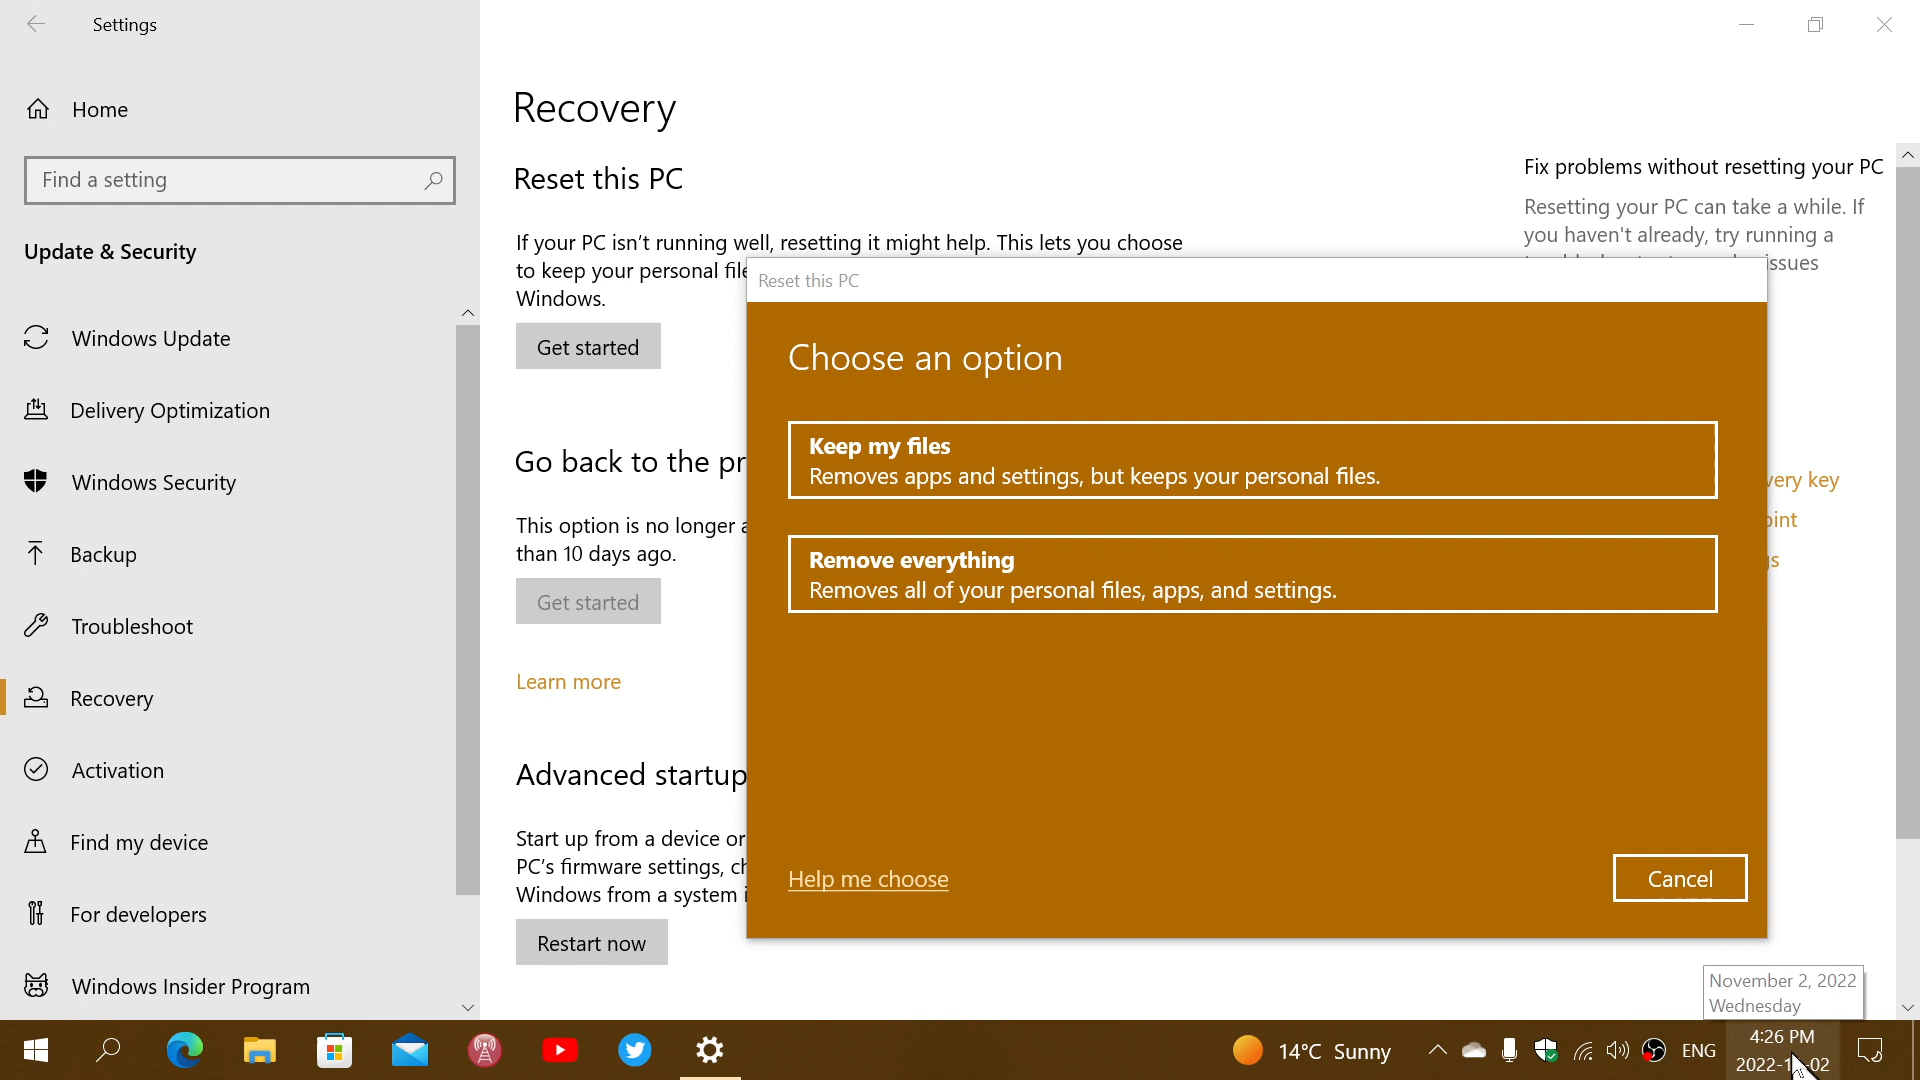 Settings
Home
Find a setting
Update & Security
Windows Update
Delivery Optimization
Windows Security
Backup
Troubleshoot
Recovery
Activation
Find my device
For developers
Windows Insider Program
Recovery
Reset this PC
If your PC isn't running well, resetting it might help. This lets you choose
to keep your personal file
Windows.
Get started
Go back to the pr
This option is no longer a
than 10 days ago.
Get started
Learn more
Advanced startup
Start up from a device or
PC's firmware settings, ch
Windows from a system i
Restart now
Fix problems without resetting your PC
Resetting your PC can take a while. If
you haven't already, try running a
issues
very key
oint
gs
Reset this PC
Choose an option
Keep my files
Removes apps and settings, but keeps your personal files.
Remove everything
Removes all of your personal files, apps, and settings.
Help me choose
Cancel
November 2, 2022
Wednesday
14°C Sunny
ENG
4:26 PM
2022-1 -02